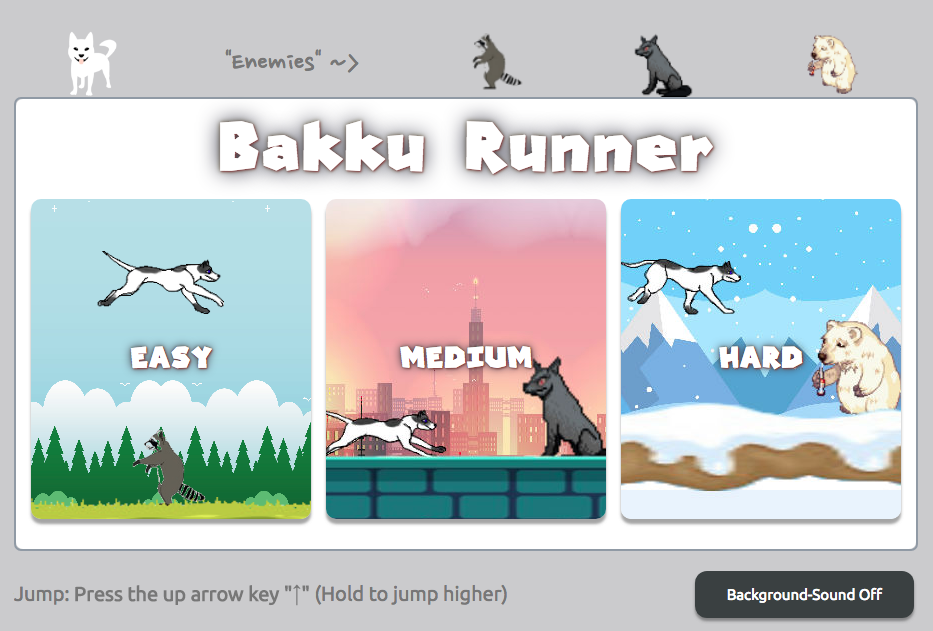 "Enemies" ~>
Bakku Runner
EASY
MEDIUM
HARD
Jump: Press the up arrow key "↑" (Hold to jump higher)
Background-Sound Off